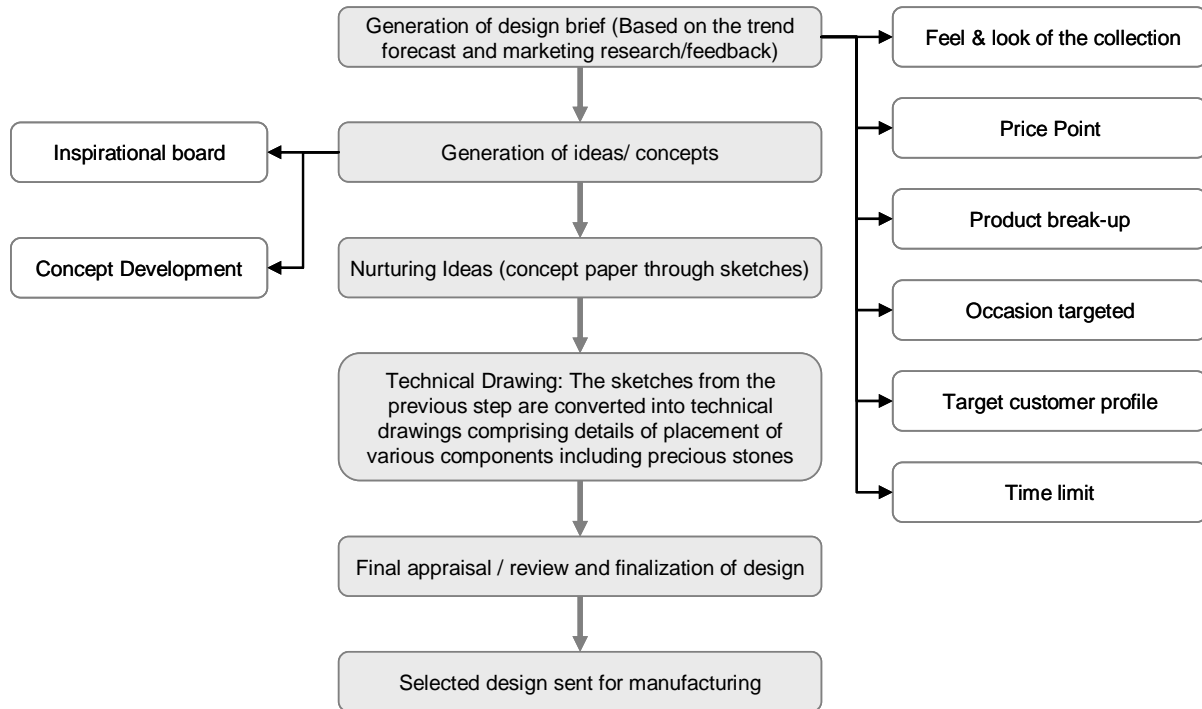 Generation of design brief (Based on the trend
forecast and marketing research/feedback)
Feel & look of the collection
Price Point
Inspirational board
Generation of ideas/ concepts
Product break-up
Concept Development
Nurturing Ideas (concept paper through sketches)
Occasion targeted
Technical Drawing: The sketches from the
previous step are converted into technical
drawings comprising details of placement of
various components including precious stones
Target customer profile
Time limit
Final appraisal / review and finalization of design
Selected design sent for manufacturing